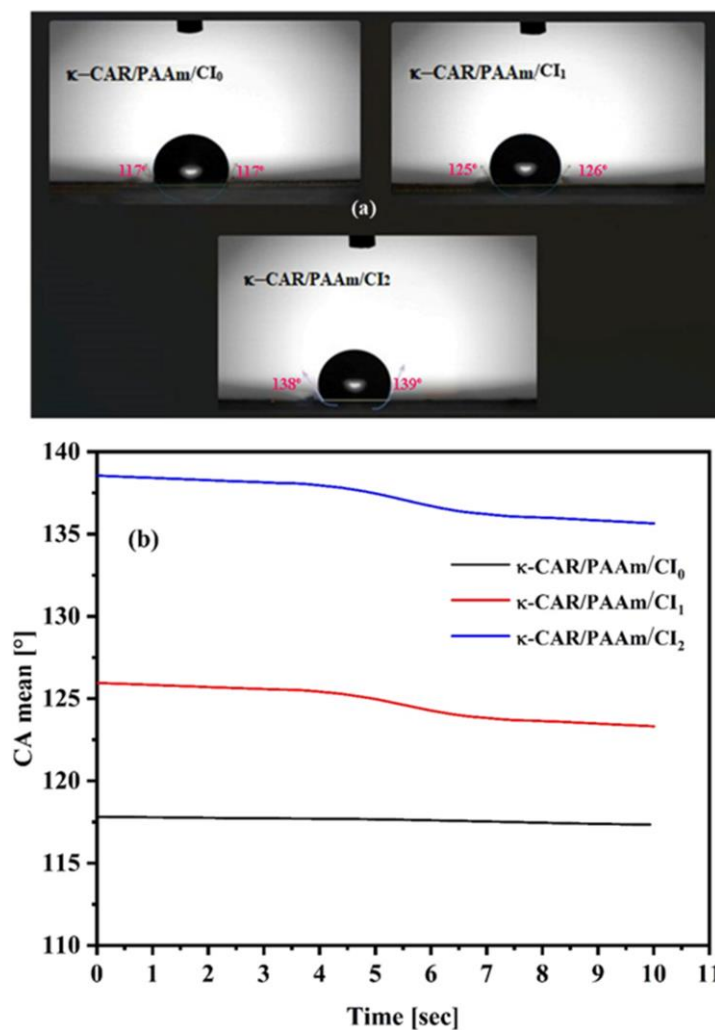 κ–CAR/PAAm/CI₀
117° 117°
κ–CAR/PAAm/CI₁
125° 126°
(a)
κ–CAR/PAAm/CI₂
138° 139°
140
135
130
125
120
115
110
CA mean [°]
(b)
κ-CAR/PAAm/CI₀
κ-CAR/PAAm/CI₁
κ-CAR/PAAm/CI₂
0 1 2 3 4 5 6 7 8 9 10 11
Time [sec]